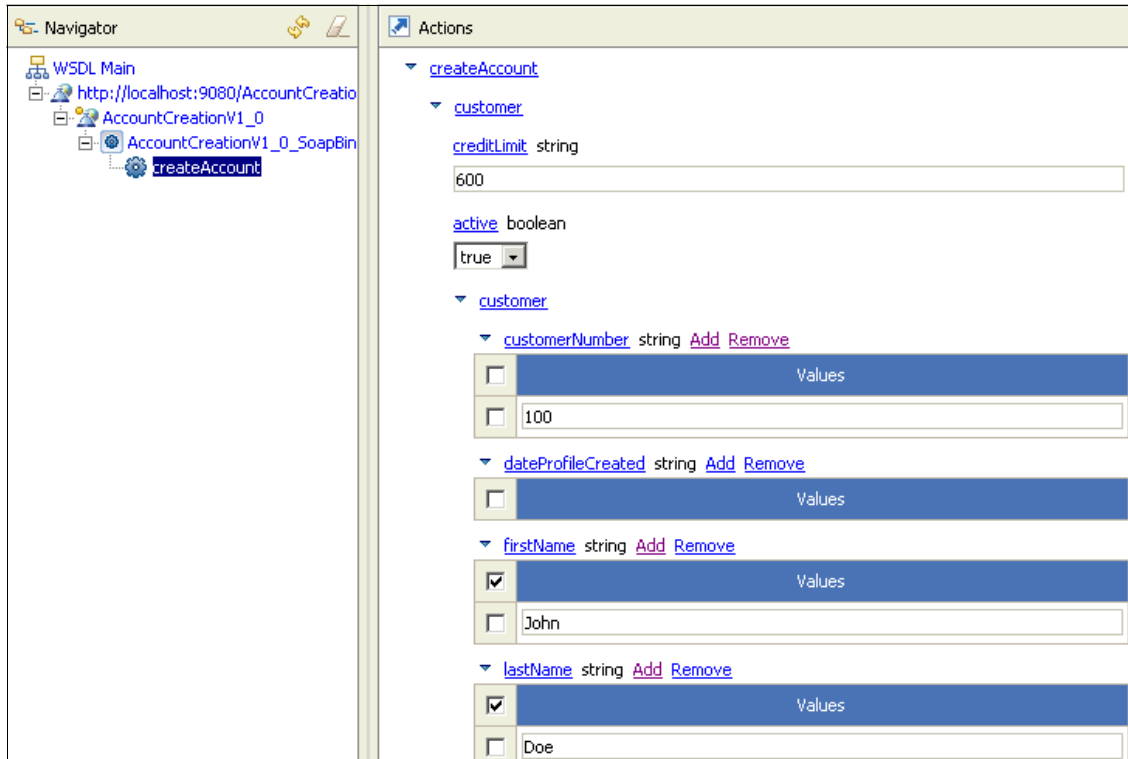 Navigator
WSDL Main
http://localhost:9080/AccountCreatio
AccountCreationV1_0
AccountCreationV1_0_SoapBin
createAccount
Actions
createAccount
customer
creditLimit string
600
active boolean
true
customer
customerNumber string Add Remove
Values
100
dateProfileCreated string Add Remove
Values
firstName string Add Remove
Values
John
lastName string Add Remove
Values
Doe